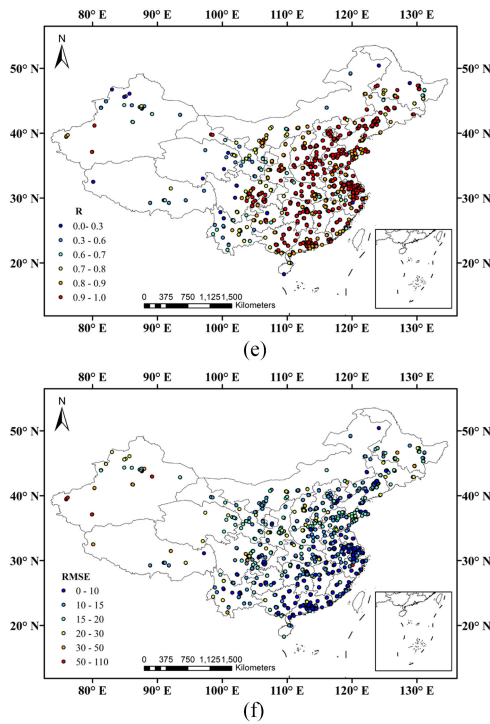 80° E 90° E 100° E 110° E 120° E 130° E
N
50° N 50° N
40° N 40° N
30° N 30° N
20° N 20° N
R
0.0- 0.3
0.3 - 0.6
0.6 - 0.7
0.7 - 0.8
0.8 - 0.9
0.9 - 1.0
0 375 750 1,125 1,500
Kilometers
80° E 90° E 100° E 110° E 120° E 130° E
(e)
80° E 90° E 100° E 110° E 120° E 130° E
N
50° N 50° N
40° N 40° N
30° N 30° N
20° N 20° N
RMSE
0 - 10
10 - 15
15 - 20
20 - 30
30 - 50
50 - 110
0 375 750 1,125 1,500
Kilometers
80° E 90° E 100° E 110° E 120° E 130° E
(f)